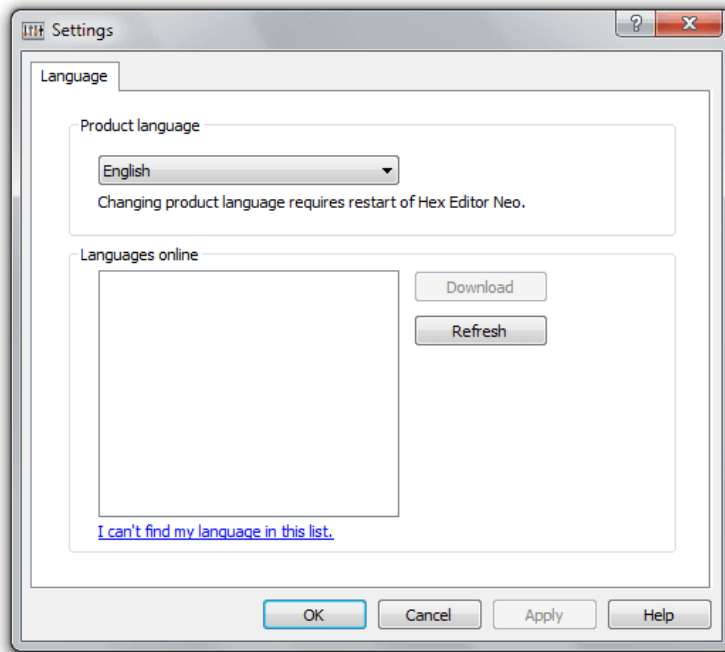 Settings
Language
Product language
English
Changing product language requires restart of Hex Editor Neo.
Languages online
Download
Refresh
I can't find my language in this list.
OK
Cancel
Apply
Help